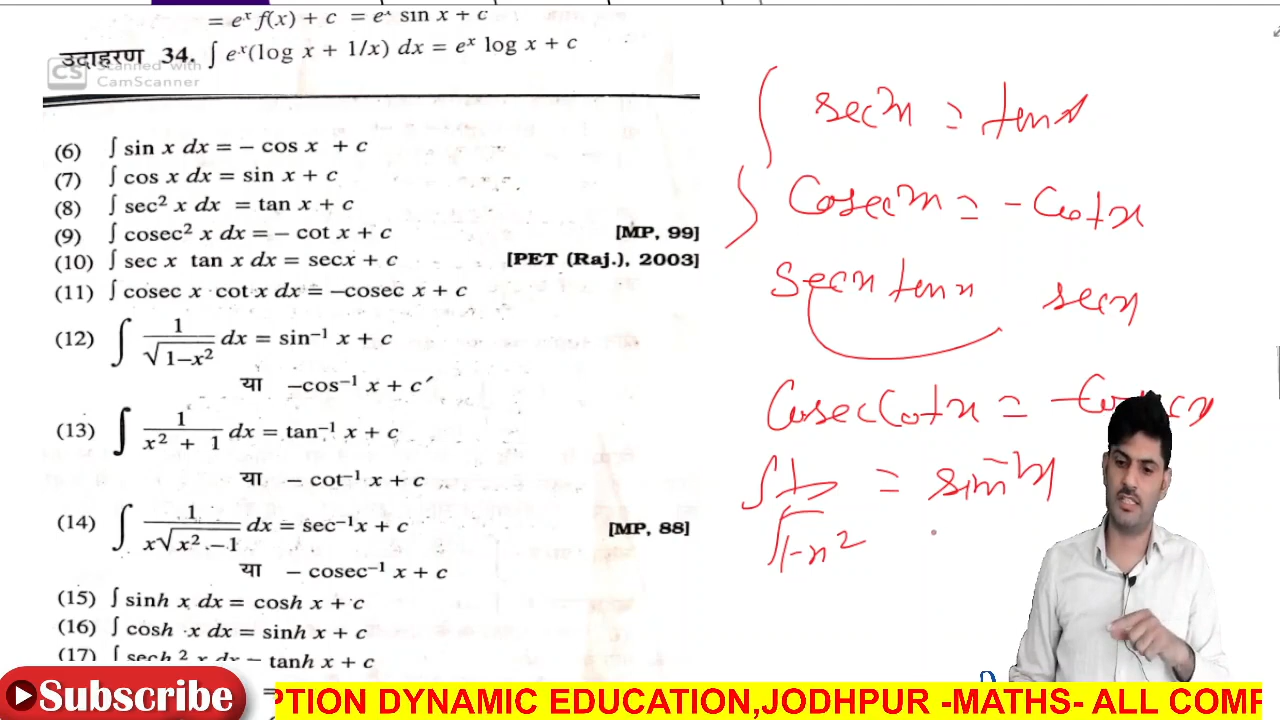 = eˣ f(x) + c = eˣ sin x + c
उदाहरण 34. ∫ eˣ(log x + 1/x) dx = eˣ log x + c
CS Scanned with
CamScanner
(6) ∫ sin x dx = – cos x + c
(7) ∫ cos x dx = sin x + c
(8) ∫ sec² x dx = tan x + c
(9) ∫ cosec² x dx = – cot x + c [MP, 99]
(10) ∫ sec x tan x dx = secx + c [PET (Raj.), 2003]
(11) ∫ cosec x·cot x dx = –cosec x + c
(12) ∫ 1/√(1–x²) dx = sin⁻¹ x + c
या –cos⁻¹ x + c′
(13) ∫ 1/(x² + 1) dx = tan⁻¹ x + c
या – cot⁻¹ x + c
(14) ∫ 1/(x√(x² – 1)) dx = sec⁻¹x + c [MP, 88]
या – cosec⁻¹ x + c
(15) ∫ sinh x dx = cosh x + c
(16) ∫ cosh x dx = sinh x + c
(17) ∫ sech² x dx = tanh x + c
∫ sec²x = tanx
∫ Cosec²x = -Cotx
Secx tanx secx
CosecCotx =
∫ 1/√1-x² = sin⁻¹x
Subscribe
PTION DYNAMIC EDUCATION,JODHPUR -MATHS- ALL COMP